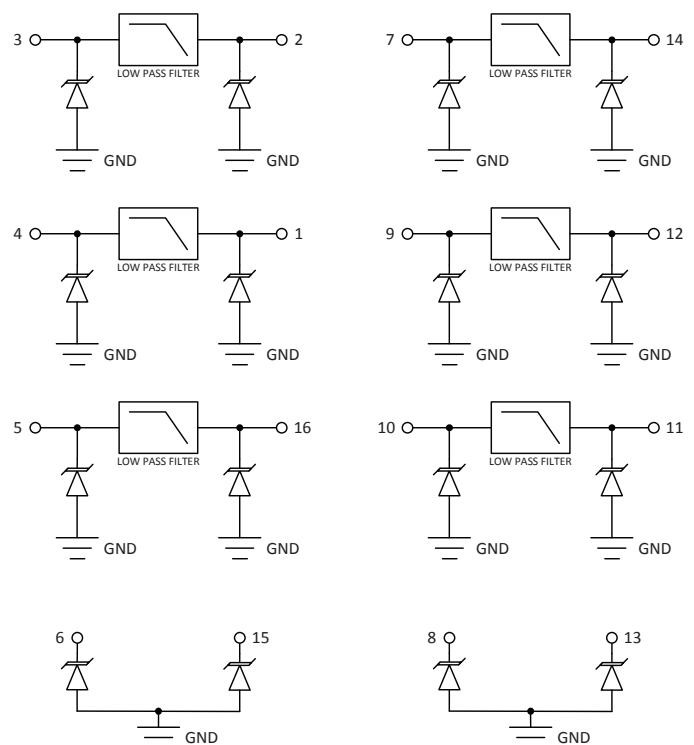 3 2 7 14
LOW PASS FILTER LOW PASS FILTER
GND GND GND GND
4 1 9 12
LOW PASS FILTER LOW PASS FILTER
GND GND GND GND
5 16 10 11
LOW PASS FILTER LOW PASS FILTER
GND GND GND GND
6 15 8 13
GND GND